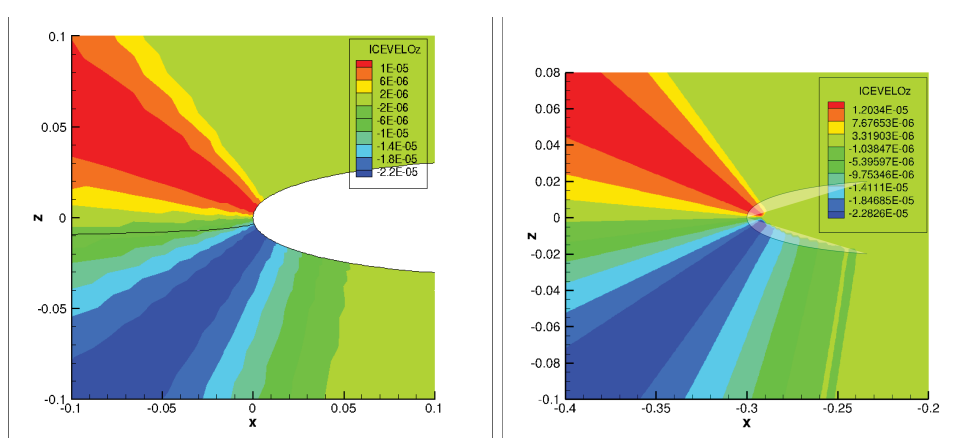 ICEVELOz
1E-05
6E-06
2E-06
-2E-06
-6E-06
-1E-05
-1.4E-05
-1.8E-05
-2.2E-05
0.1
0.05
0
-0.05
-0.1
z
-0.1
-0.05
0
0.05
0.1
x
ICEVELOz
1.2034E-05
7.67653E-06
3.31903E-06
-1.03847E-06
-5.39597E-06
-9.75346E-06
-1.4111E-05
-1.84685E-05
-2.2826E-05
0.08
0.06
0.04
0.02
0
-0.02
-0.04
-0.06
-0.08
-0.1
z
-0.4
-0.35
-0.3
-0.25
-0.2
x